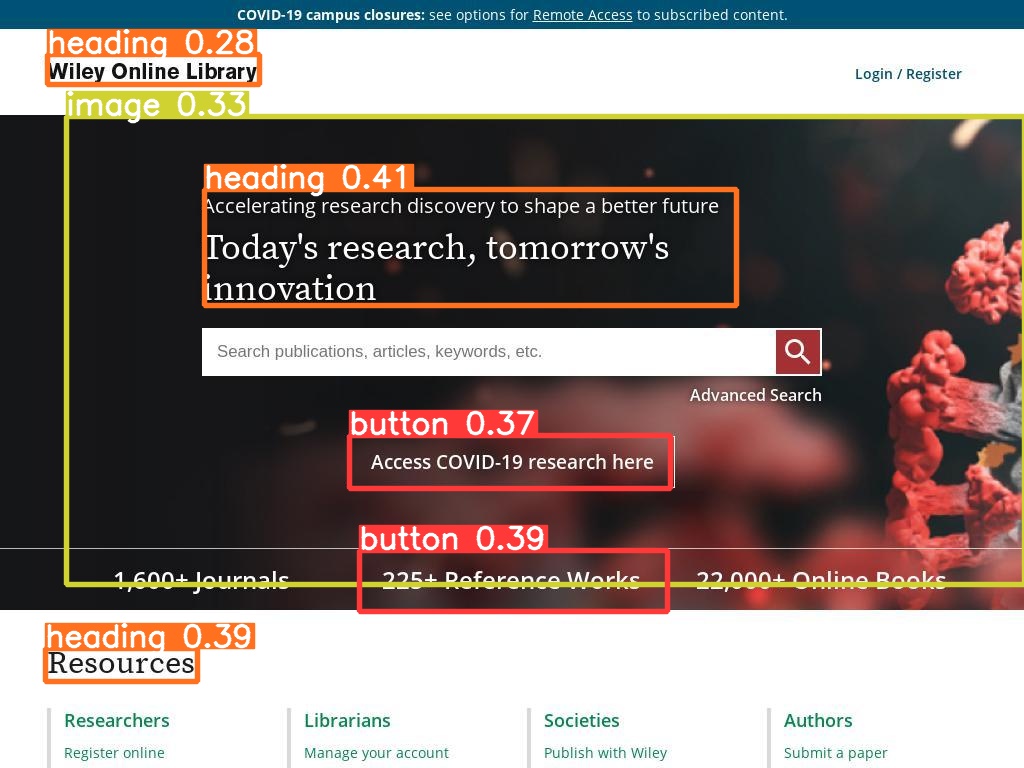 COVID-19 campus closures: see options for Remote Access to subscribed content.
heading 0.28
Wiley Online Library
Login / Register
image 0.33
heading 0.41
Accelerating research discovery to shape a better future
Today's research, tomorrow's
innovation
Search publications, articles, keywords, etc.
Advanced Search
button 0.37
Access COVID-19 research here
button 0.39
1,600+ Journals 225+ Reference Works 22,000+ Online Books
heading 0.39
Resources
Researchers Librarians Societies Authors
Register online Manage your account Publish with Wiley Submit a paper